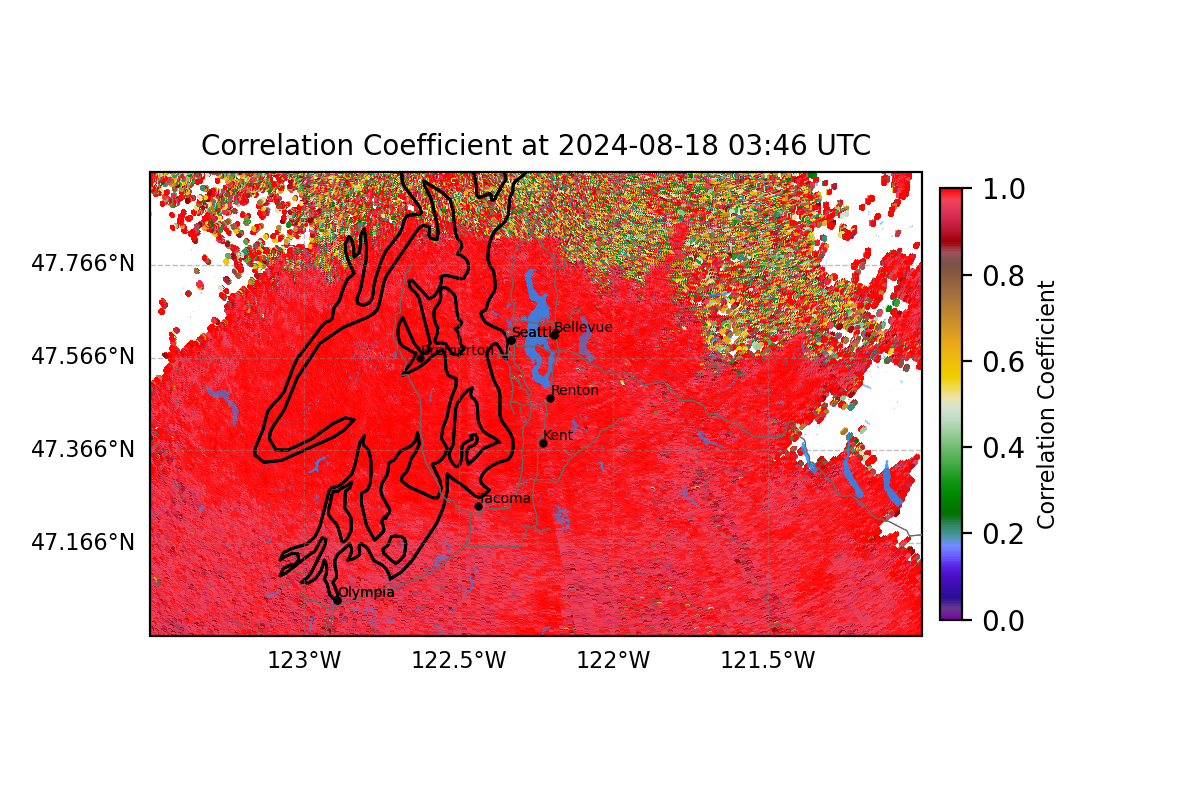 Correlation Coefficient at 2024-08-18 03:46 UTC
47.766°N
47.566°N
47.366°N
47.166°N
123°W
122.5°W
122°W
121.5°W
Seattle
Bellevue
Bremerton
Renton
Kent
Tacoma
Olympia
1.0
0.8
0.6
0.4
0.2
0.0
Correlation Coefficient